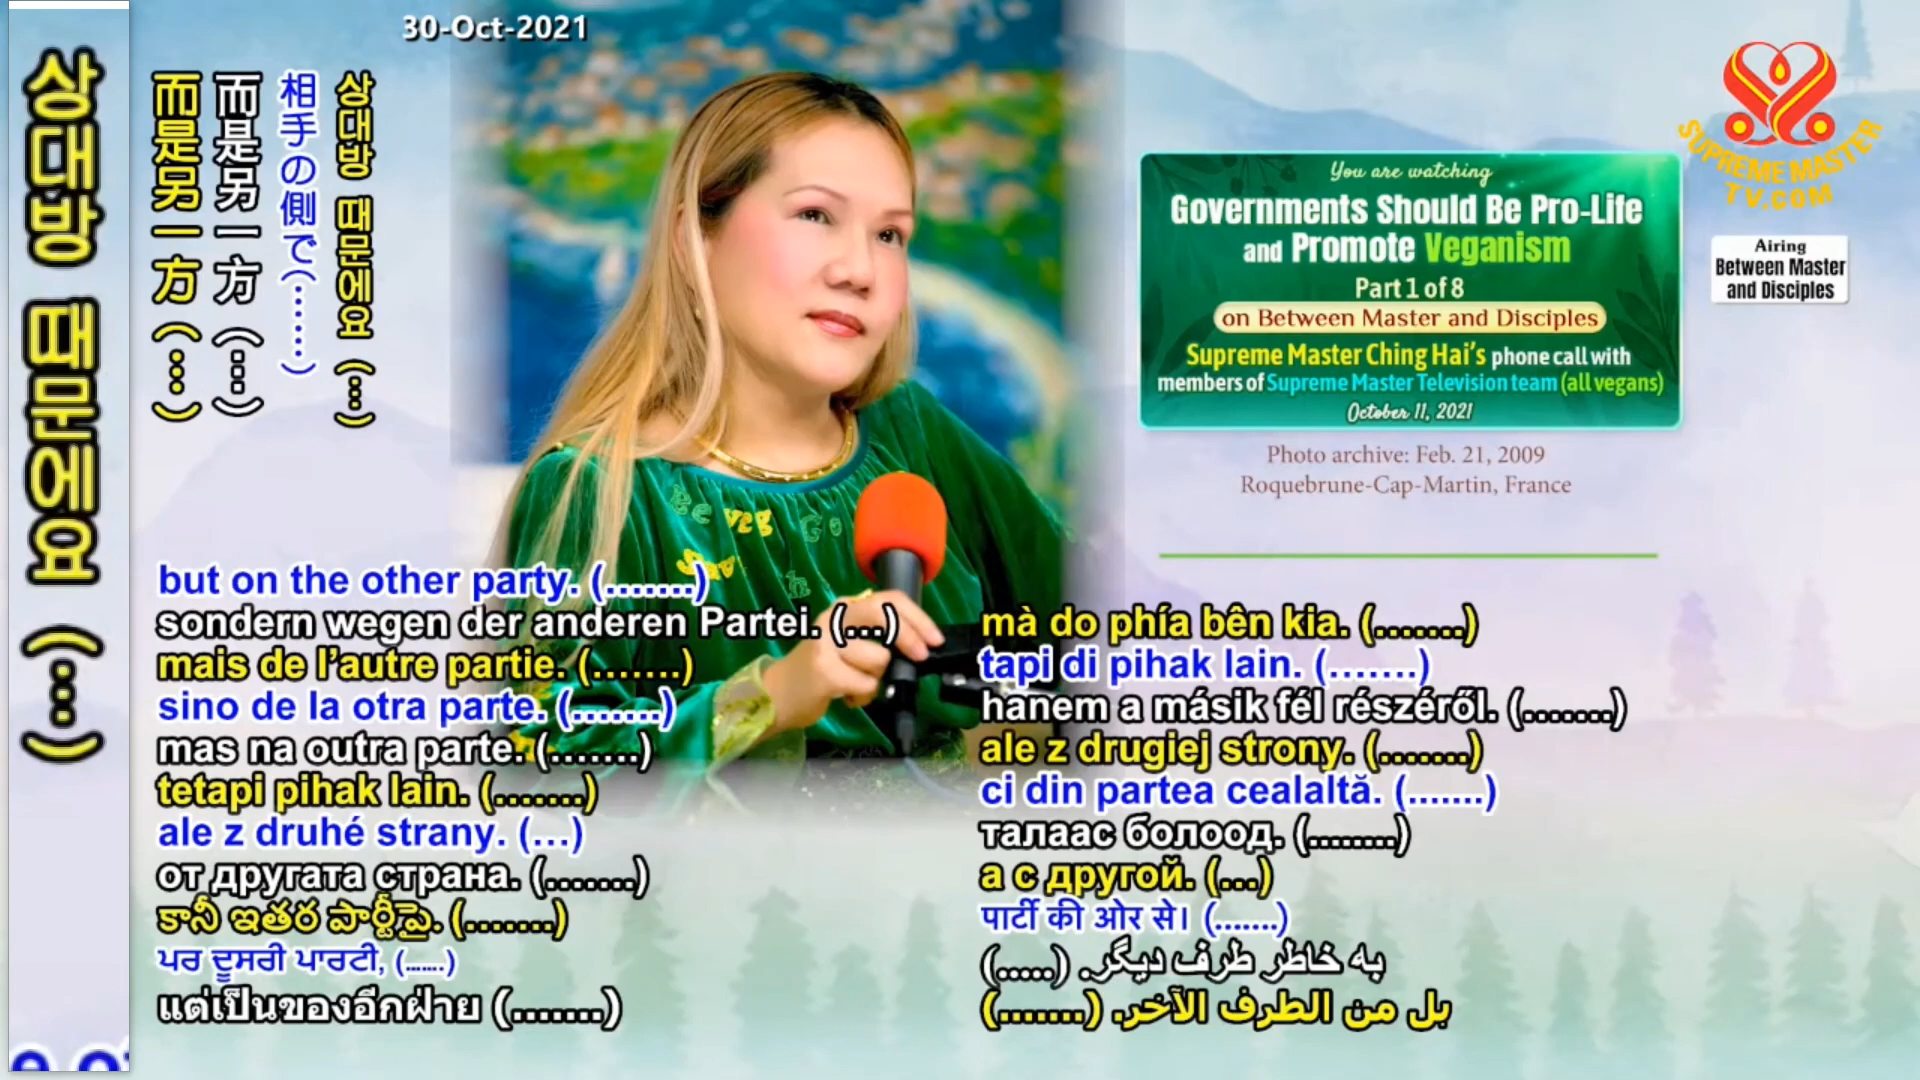 30-Oct-2021
상대방 때문에요 (…)
而是另一方 (…)
而是另一方 (…)
相手の側で(……)
상대방 때문에요 (…)
SUPREME MASTER
TV.COM
Airing
Between Master
and Disciples
You are watching
Governments Should Be Pro-Life
and Promote Veganism
Part 1 of 8
on Between Master and Disciples
Supreme Master Ching Hai’s phone call with
members of Supreme Master Television team (all vegans)
October 11, 2021
Photo archive: Feb. 21, 2009
Roquebrune-Cap-Martin, France
but on the other party. (.......)
sondern wegen der anderen Partei. (…)
mais de l’autre partie. (.......)
sino de la otra parte. (.......)
mas na outra parte. (.......)
tetapi pihak lain. (.......)
ale z druhé strany. (…)
от другата страна. (.......)
కానీ ఇతర పార్టీపై. (.......)
ਪਰ ਦੂਸਰੀ ਪਾਰਟੀ, (.......)
แต่เป็นของอีกฝ่าย (.......)
mà do phía bên kia. (.......)
tapi di pihak lain. (.......)
hanem a másik fél részéről. (.......)
ale z drugiej strony. (.......)
ci din partea cealaltă. (.......)
талаас болоод. (.......)
а с другой. (…)
पार्टी की ओर से। (.......)
به خاطر طرف دیگر. (.....)
بل من الطرف الآخر. (.......)